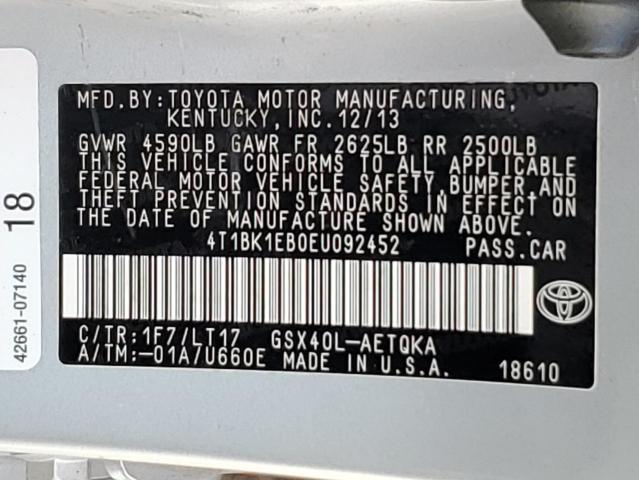 MFD.BY:TOYOTA MOTOR MANUFACTURING,
KENTUCKY,INC.12/13
GVWR 4590LB GAWR FR 2625LB RR 2500LB
THIS VEHICLE CONFORMS TO ALL APPLICABLE
FEDERAL MOTOR VEHICLE SAFETY,BUMPER,AND
THEFT PREVENTION STANDARDS IN EFFECT ON
THE DATE OF MANUFACTURE SHOWN ABOVE.
4T1BK1EB0EU092452 PASS.CAR
C/TR:1F7/LT17 GSX40L-AETQKA
A/TM:-01A/U660E MADE IN U.S.A. 18610
18
42661-07140